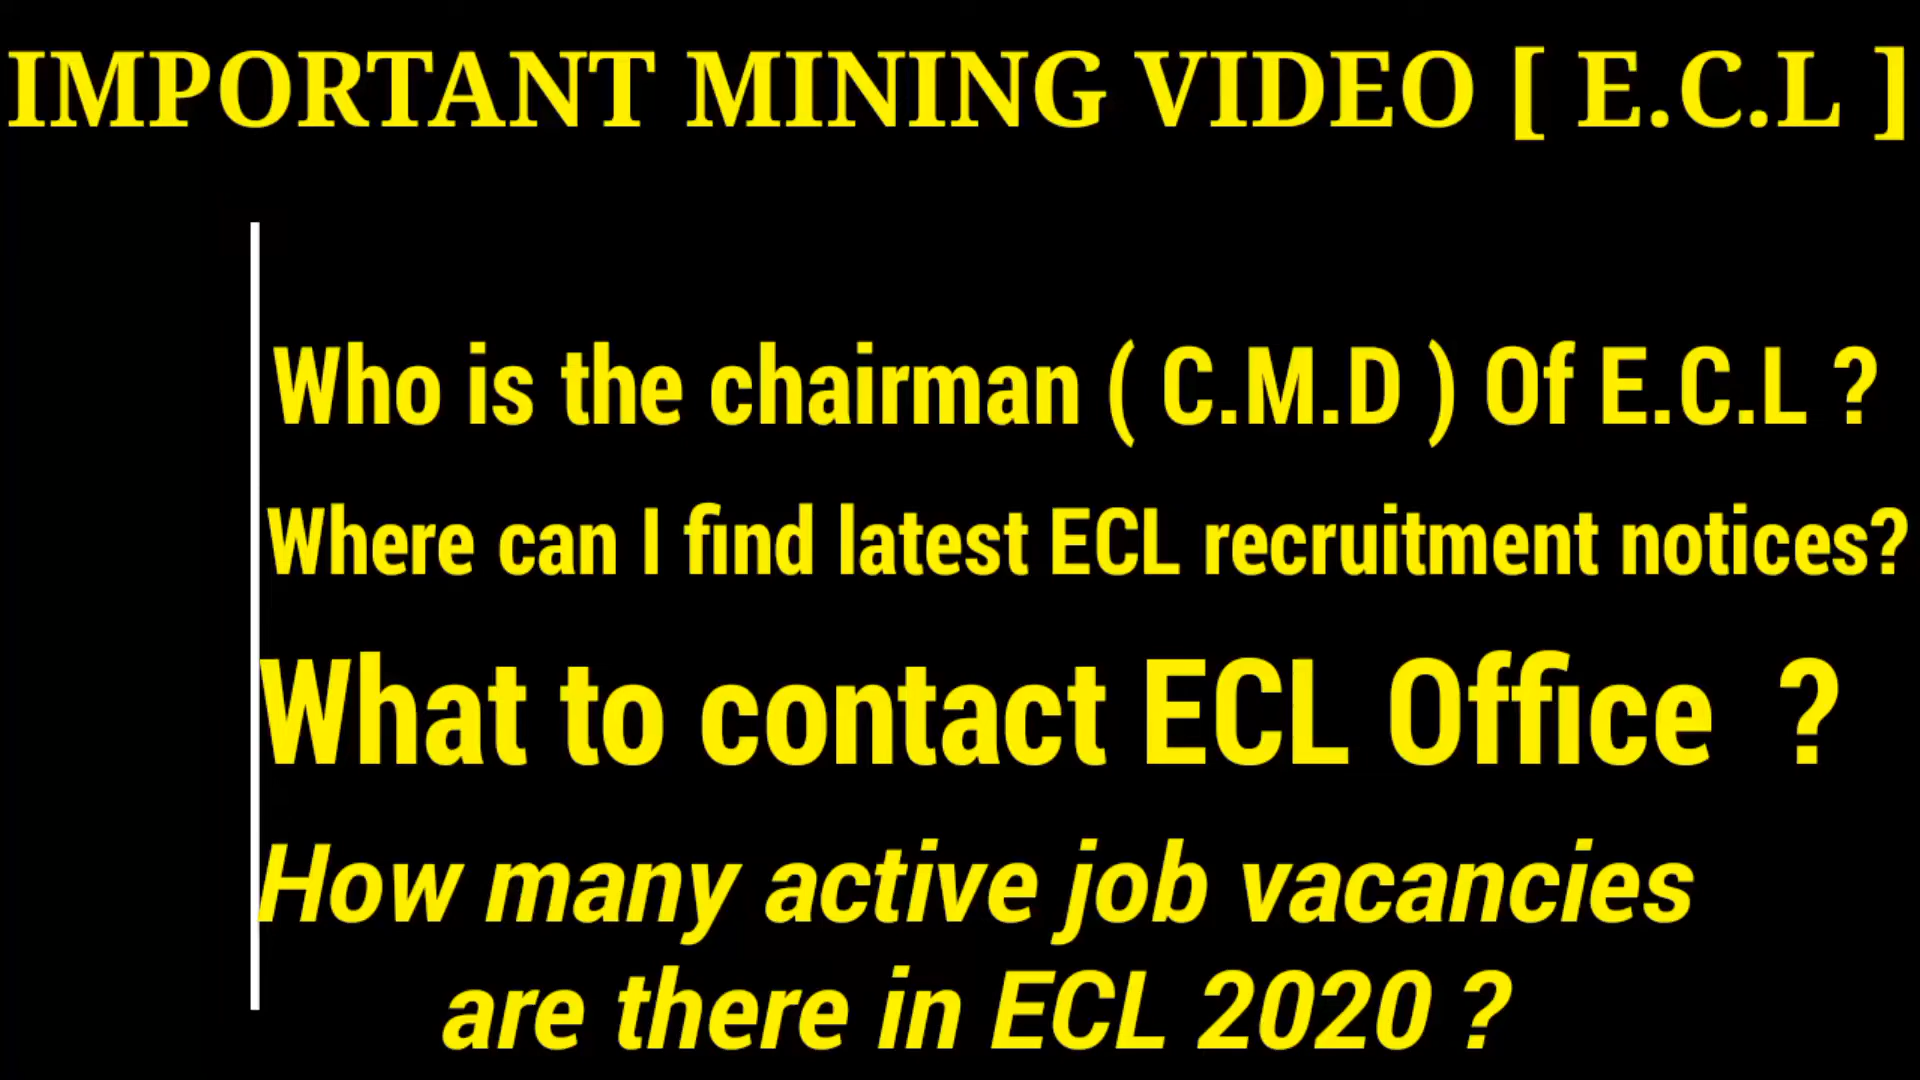 IMPORTANT MINING VIDEO [ E.C.L ]
Who is the chairman ( C.M.D ) Of E.C.L ?
Where can I find latest ECL recruitment notices?
What to contact ECL Office ?
How many active job vacancies
are there in ECL 2020 ?